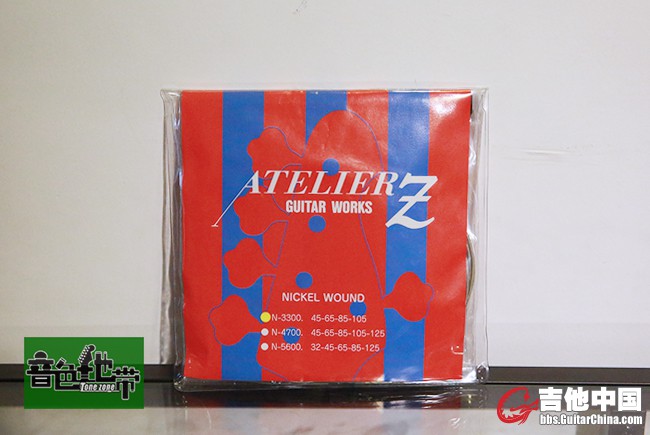 ATELIER Z
GUITAR WORKS
NICKEL WOUND
N-3300. 45-65-85-105
N-4700. 45-65-85-105-125
N-5600. 32-45-65-85-125
音色地带
Tone zone
吉他中国
bbs.GuitarChina.com